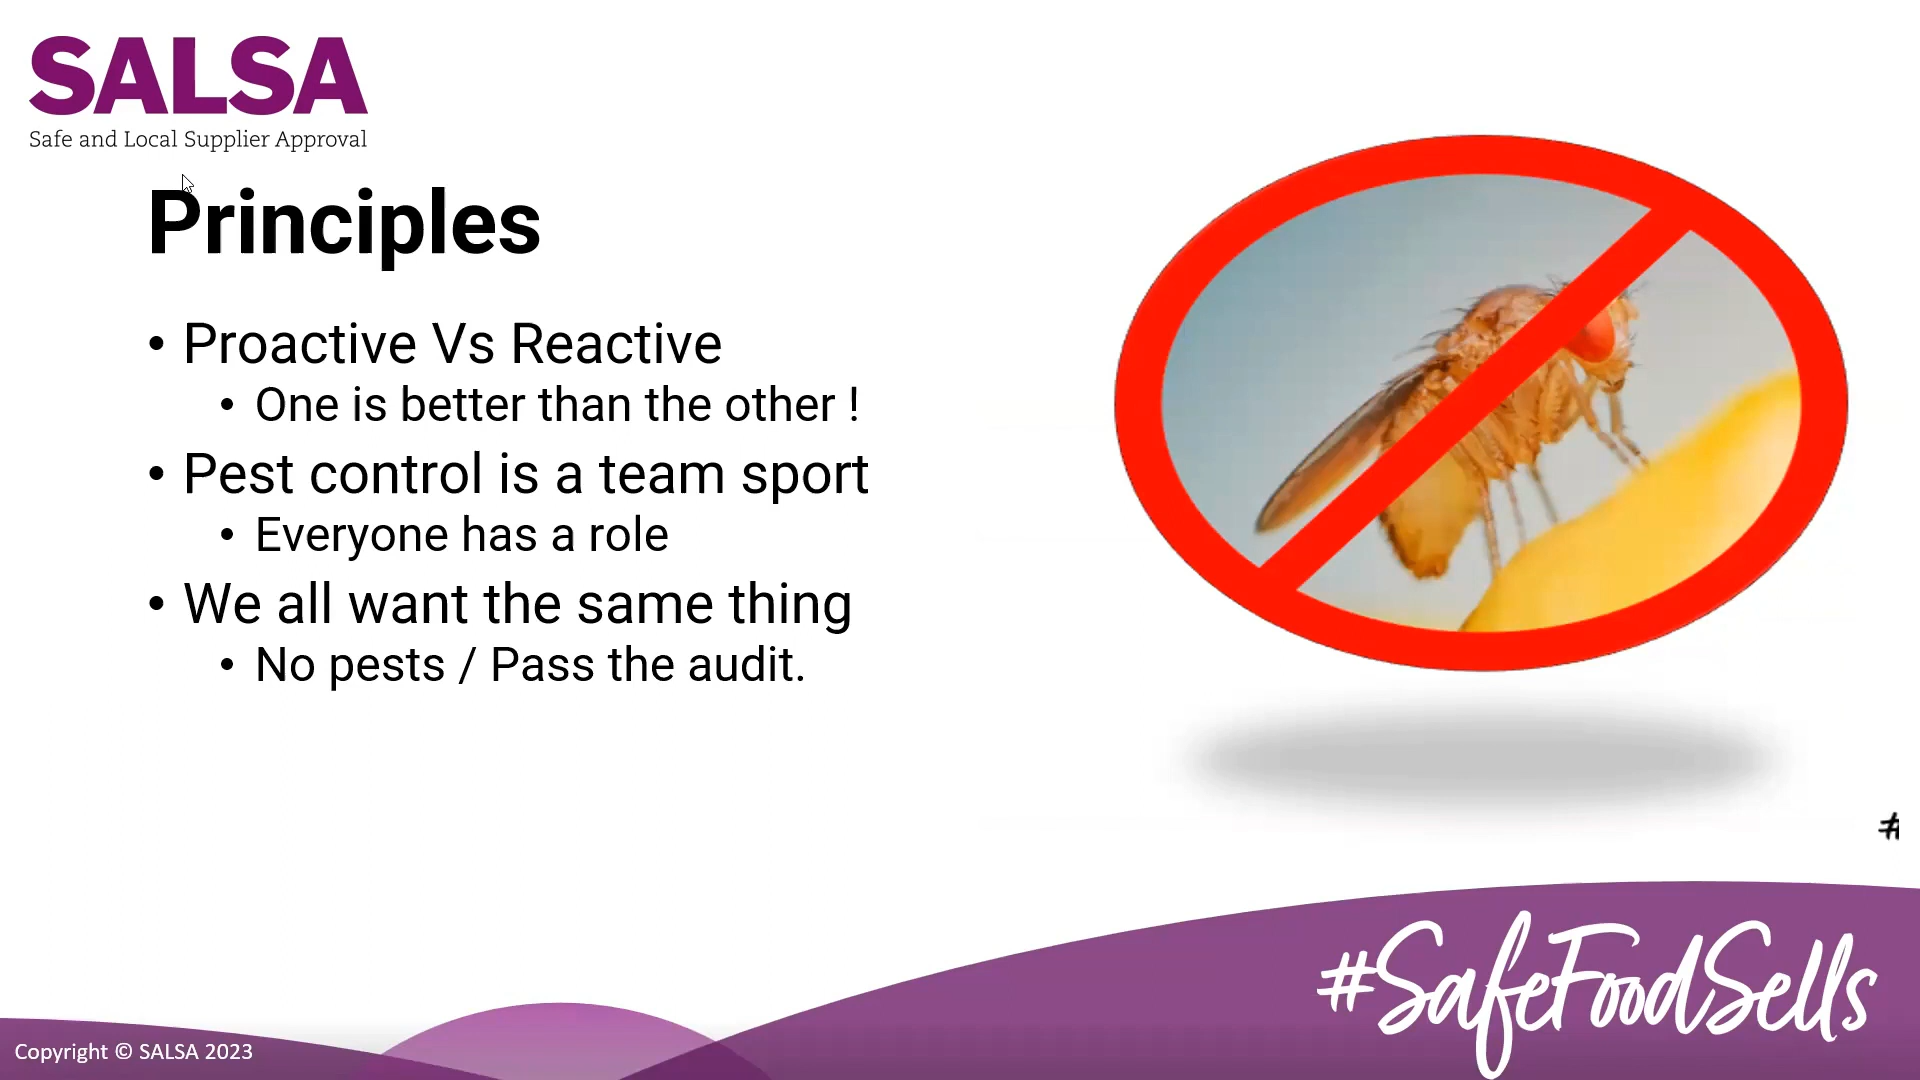 SALSA
Safe and Local Supplier Approval
Principles
• Proactive Vs Reactive
• One is better than the other !
• Pest control is a team sport
• Everyone has a role
• We all want the same thing
• No pests / Pass the audit.
#
#SafeFoodSells
Copyright © SALSA 2023